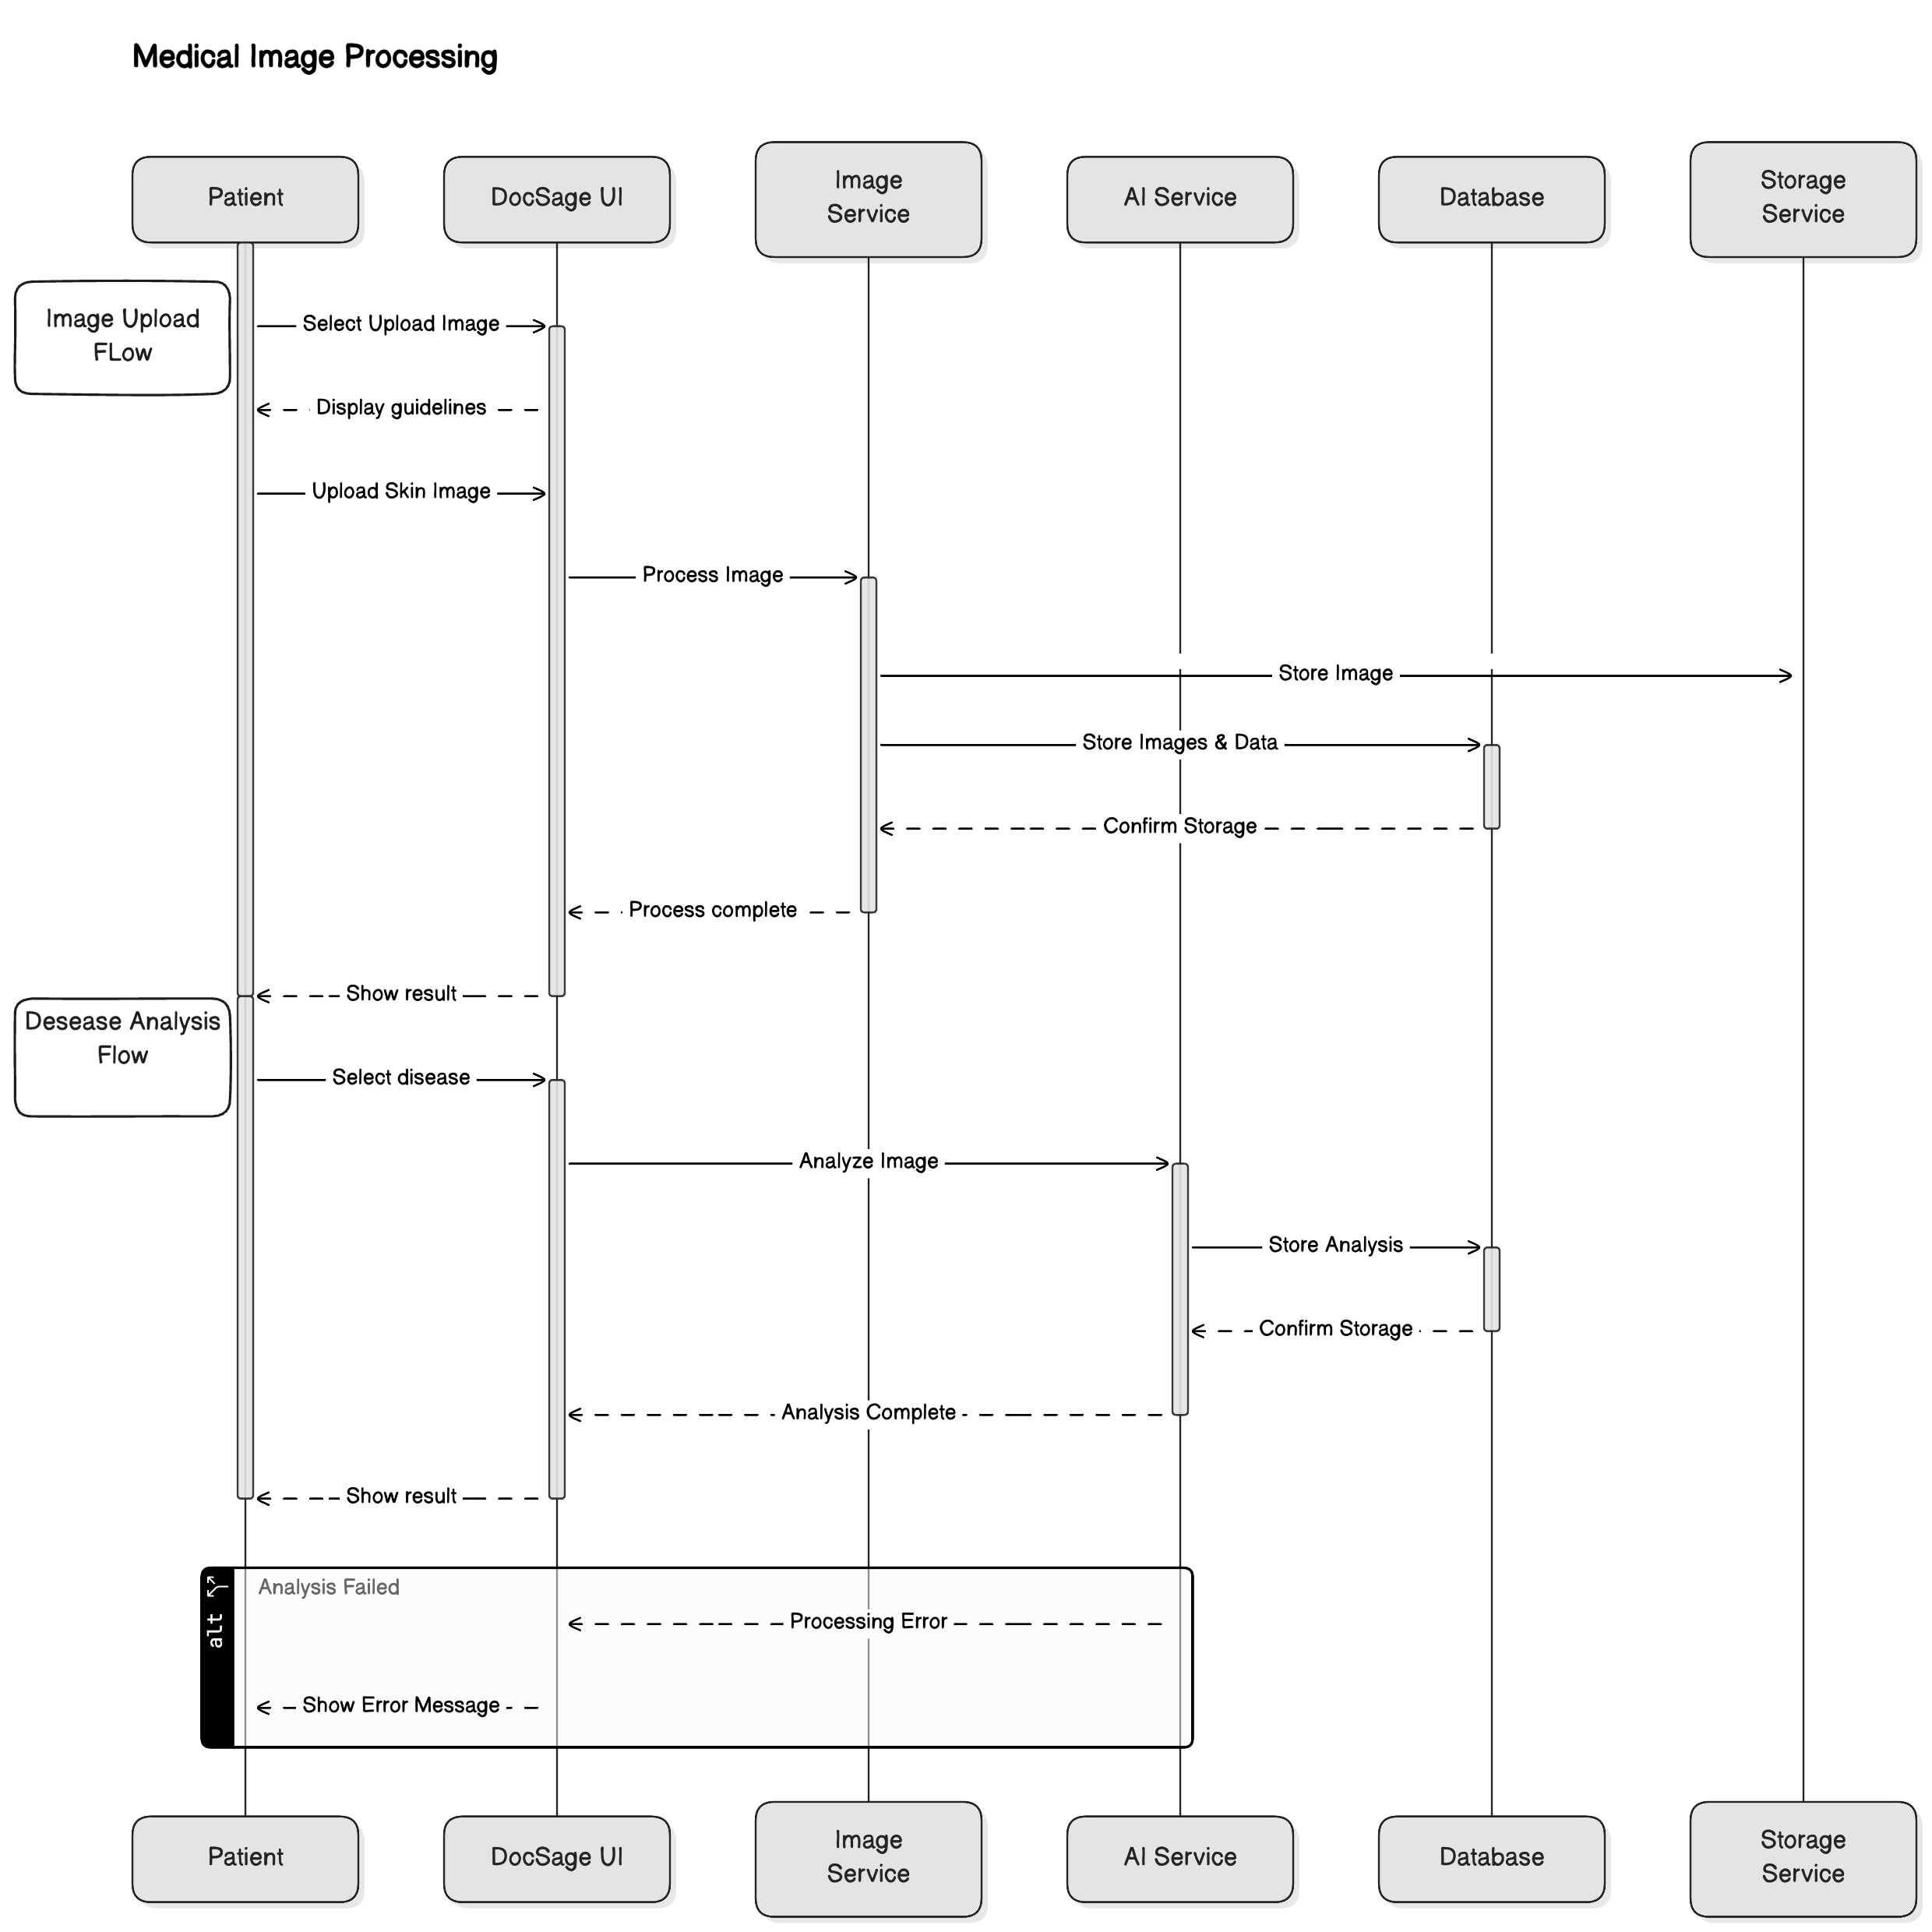 Medical Image Processing
Patient
DocSage UI
Image
Service
AI Service
Database
Storage
Service
Image Upload
FLow
Select Upload Image
Display guidelines
Upload Skin Image
Process Image
Store Image
Store Images & Data
Confirm Storage
Process complete
Show result
Desease Analysis
Flow
Select disease
Analyze Image
Store Analysis
Confirm Storage
Analysis Complete
Show result
alt
Analysis Failed
Processing Error
Show Error Message
Patient
DocSage UI
Image
Service
AI Service
Database
Storage
Service